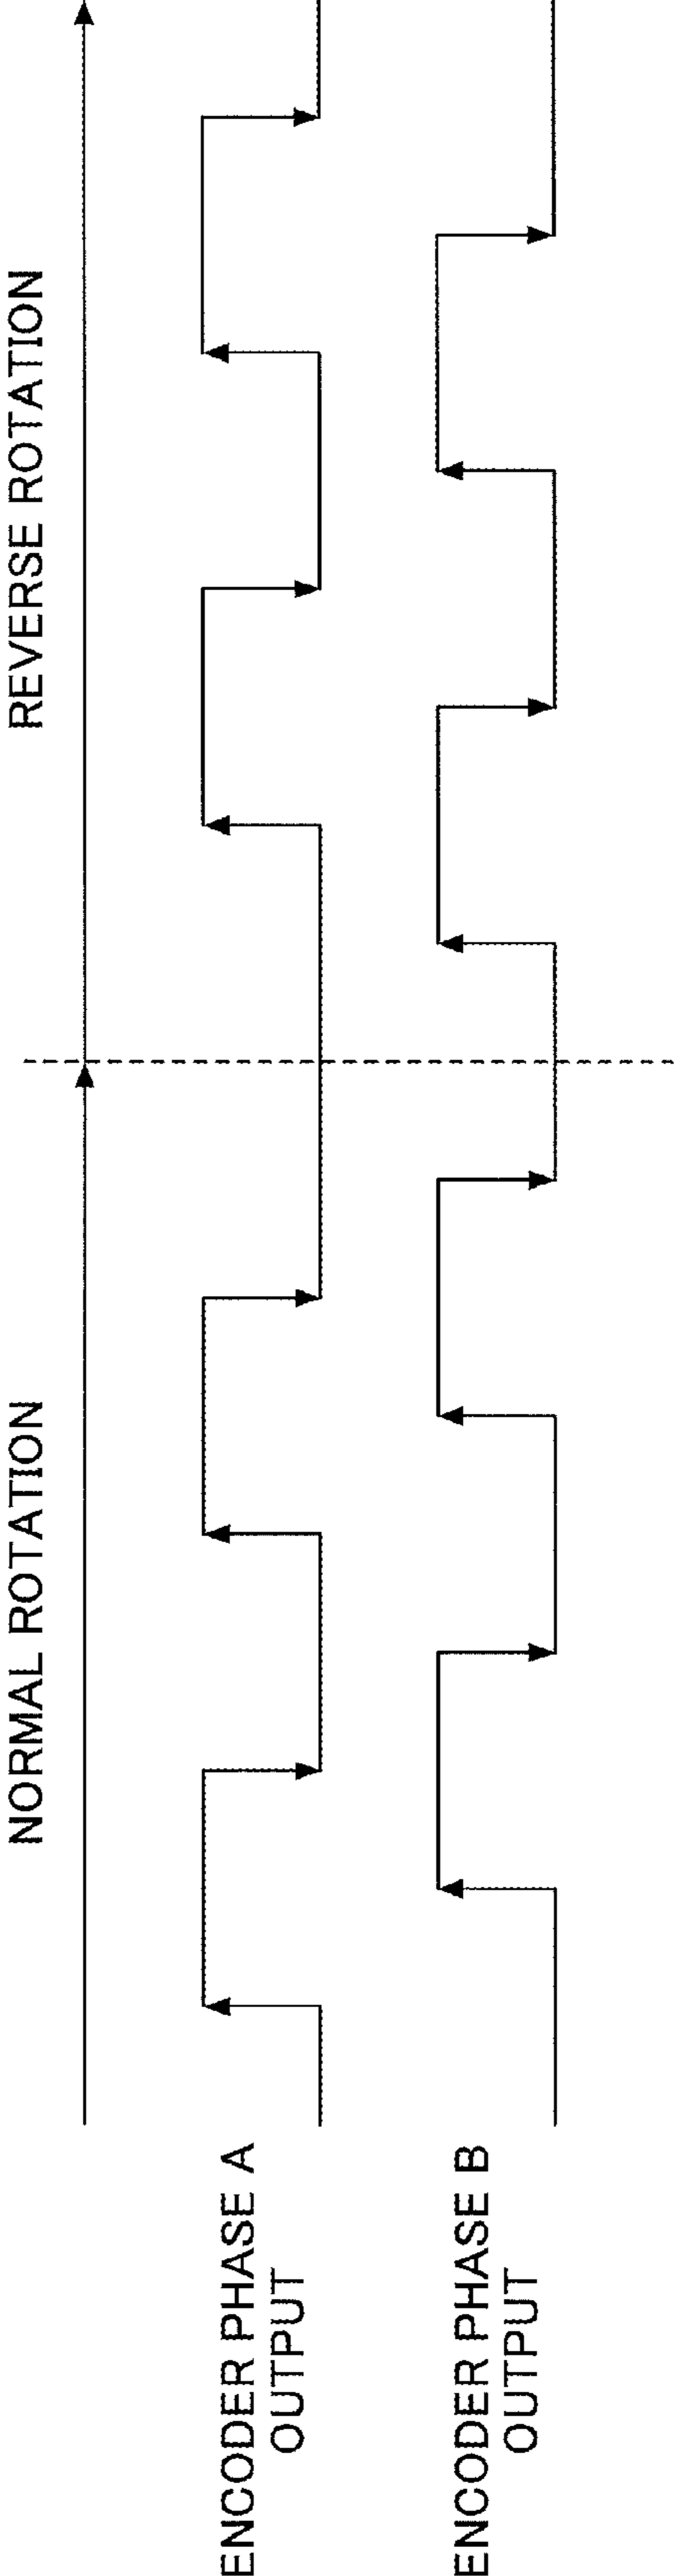 NORMAL ROTATION
REVERSE ROTATION
ENCODER PHASE A
OUTPUT
ENCODER PHASE B
OUTPUT